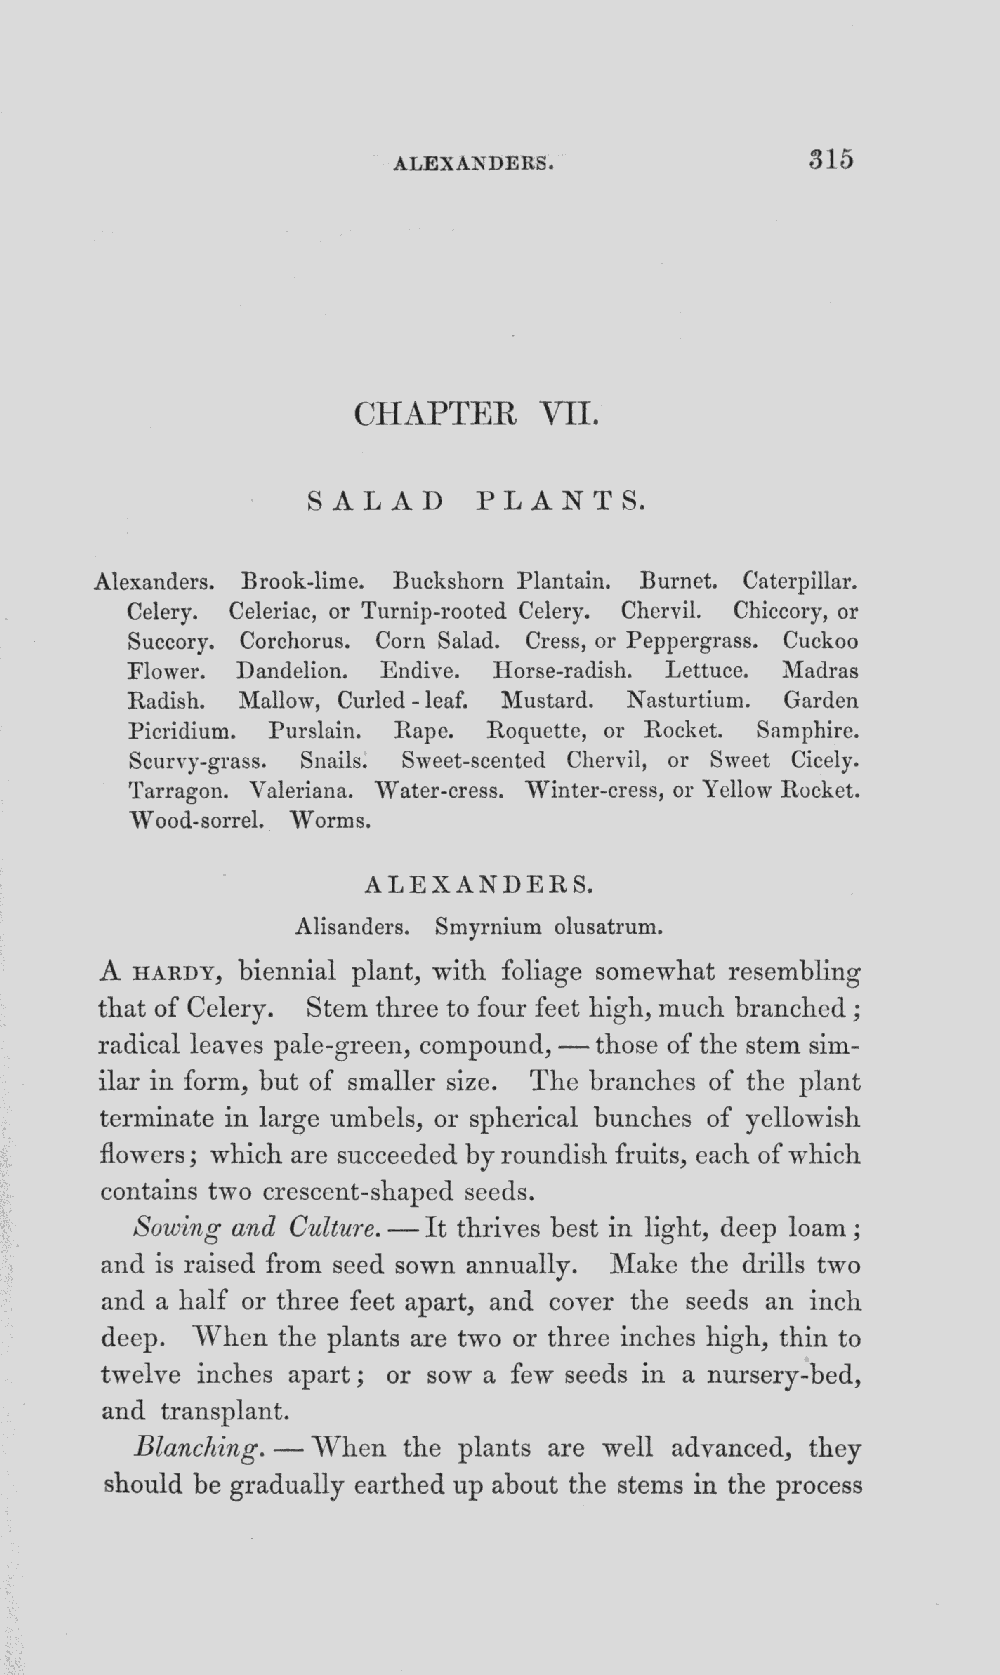 ALEXANDERS. 315
CHAPTER VII.
SALAD PLANTS.
Alexanders. Brook-lime. Buckshorn Plantain. Burnet. Caterpillar.
Celery. Celeriac, or Turnip-rooted Celery. Chervil. Chiccory, or
Succory. Corchorus. Corn Salad. Cress, or Peppergrass. Cuckoo
Flower. Dandelion. Endive. Horse-radish. Lettuce. Madras
Radish. Mallow, Curled-leaf. Mustard. Nasturtium. Garden
Picridium. Purslain. Rape. Roquette, or Rocket. Samphire.
Scurvy-grass. Snails. Sweet-scented Chervil, or Sweet Cicely.
Tarragon. Valeriana. Water-cress. Winter-cress, or Yellow Rocket.
Wood-sorrel. Worms.
ALEXANDERS.
Alisanders. Smyrnium olusatrum.
A HARDY, biennial plant, with foliage somewhat resembling
that of Celery. Stem three to four feet high, much branched;
radical leaves pale-green, compound, — those of the stem sim-
ilar in form, but of smaller size. The branches of the plant
terminate in large umbels, or spherical bunches of yellowish
flowers; which are succeeded by roundish fruits, each of which
contains two crescent-shaped seeds.
Sowing and Culture. — It thrives best in light, deep loam;
and is raised from seed sown annually. Make the drills two
and a half or three feet apart, and cover the seeds an inch
deep. When the plants are two or three inches high, thin to
twelve inches apart; or sow a few seeds in a nursery-bed,
and transplant.
Blanching. — When the plants are well advanced, they
should be gradually earthed up about the stems in the process